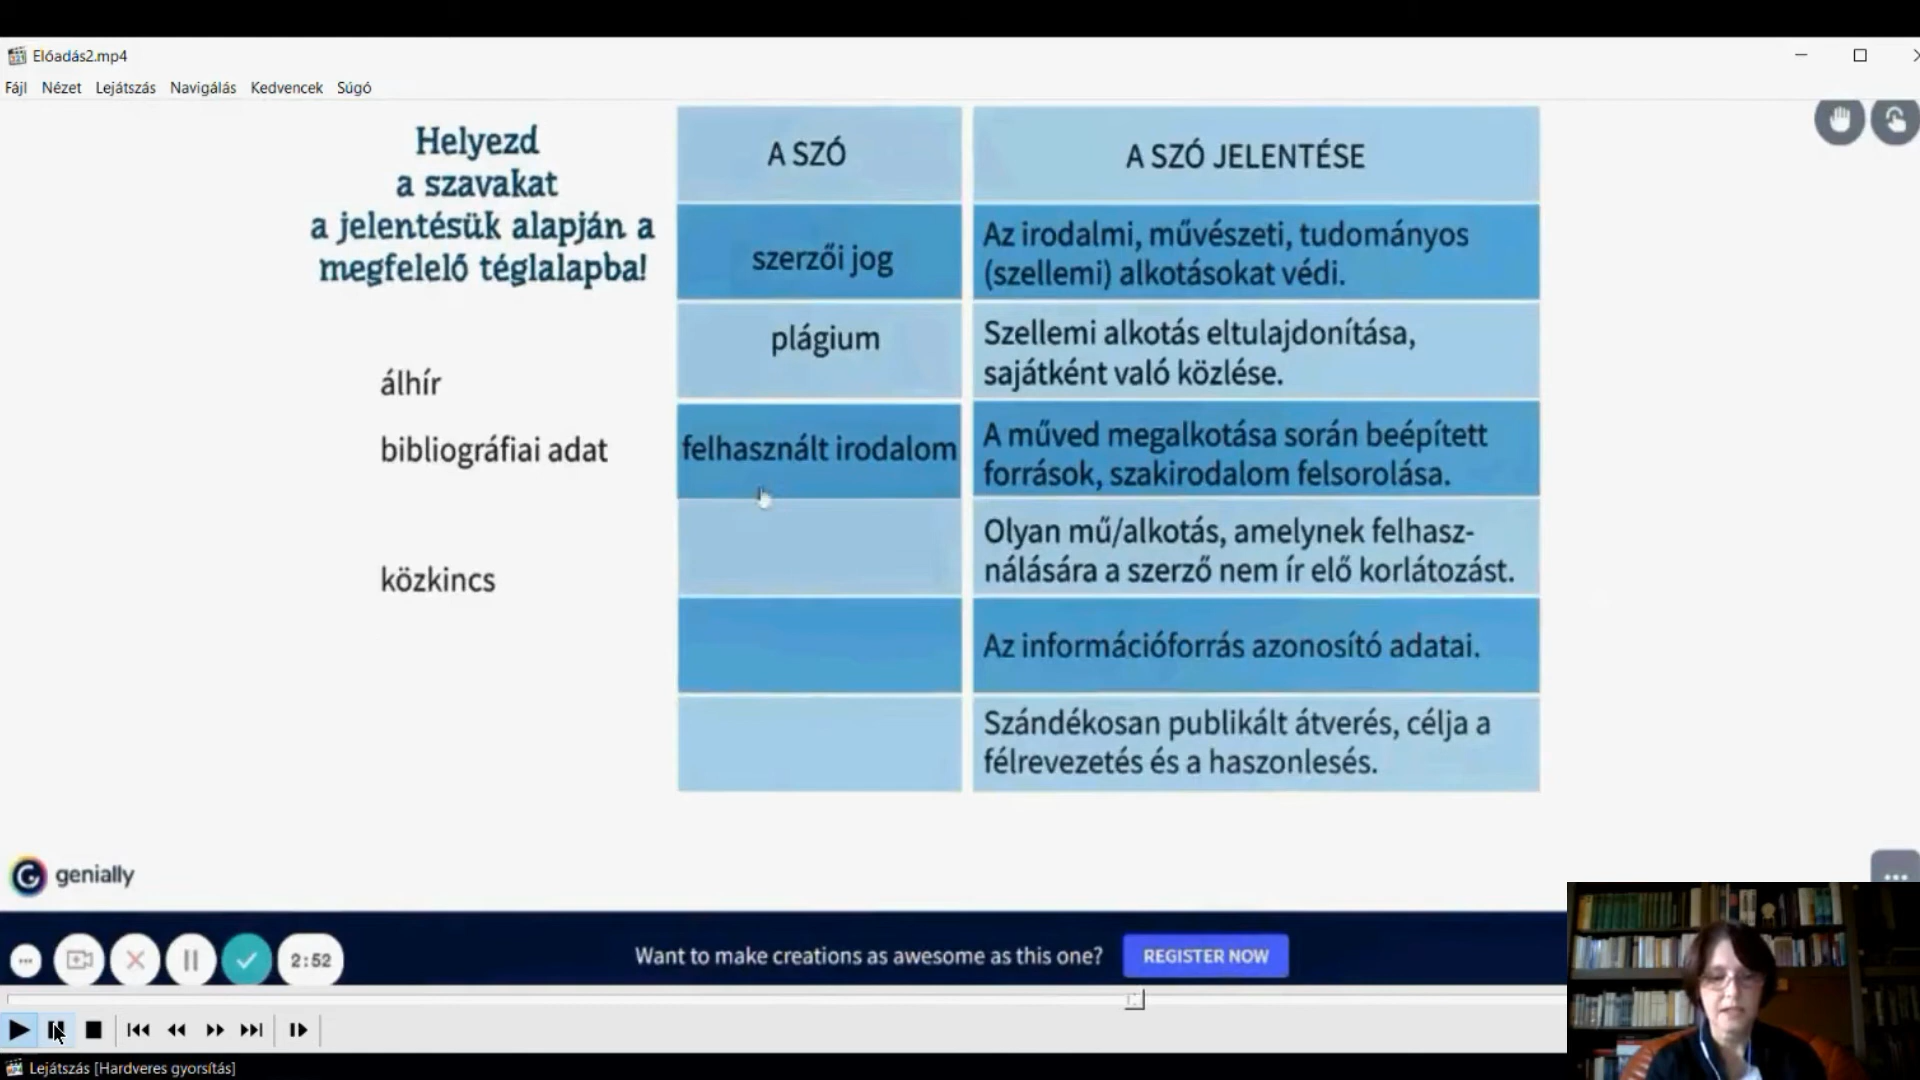 Előadás2.mp4
Fájl Nézet Lejátszás Navigálás Kedvencek Súgó
Helyezd
a szavakat
a jelentésük alapján a
megfelelő téglalapba!
álhír
bibliográfiai adat
közkincs
A SZÓ
A SZÓ JELENTÉSE
szerzői jog
Az irodalmi, művészeti, tudományos
(szellemi) alkotásokat védi.
plágium
Szellemi alkotás eltulajdonítása,
sajátként való közlése.
felhasznált irodalom
A műved megalkotása során beépített
források, szakirodalom felsorolása.
Olyan mű/alkotás, amelynek felhasz-
nálására a szerző nem ír elő korlátozást.
Az információforrás azonosító adatai.
Szándékosan publikált átverés, célja a
félrevezetés és a haszonlesés.
genially
2:52
Want to make creations as awesome as this one?
REGISTER NOW
Lejátszás [Hardveres gyorsítás]